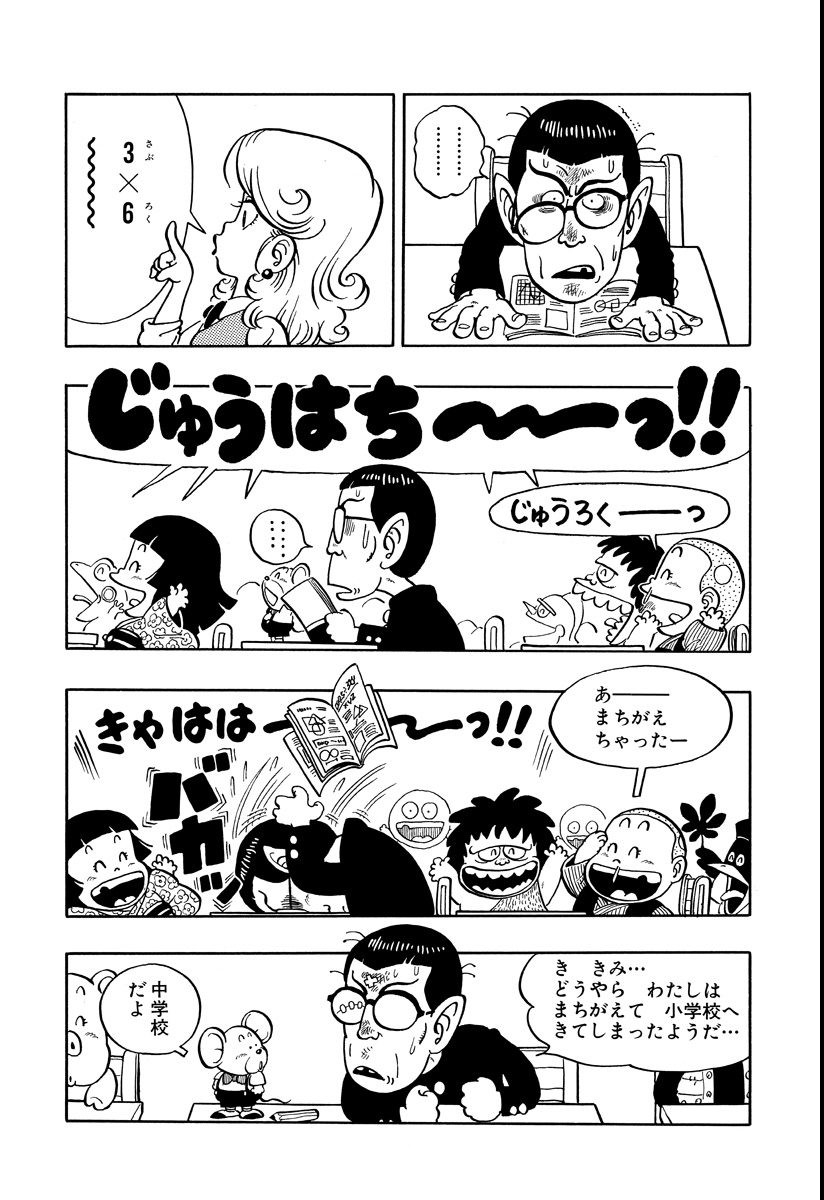 ………
………
3×6
さぶ
ろく
じゅうはち〜〜ーっ!!
じゅうろく――っ
………
………
きゃはは〜〜〜っ!!
あ――
まちがえ
ちゃったー
バカッ
き きみ…
どうやら わたしは
まちがえて 小学校へ
きてしまったようだ…
中学校
だよ